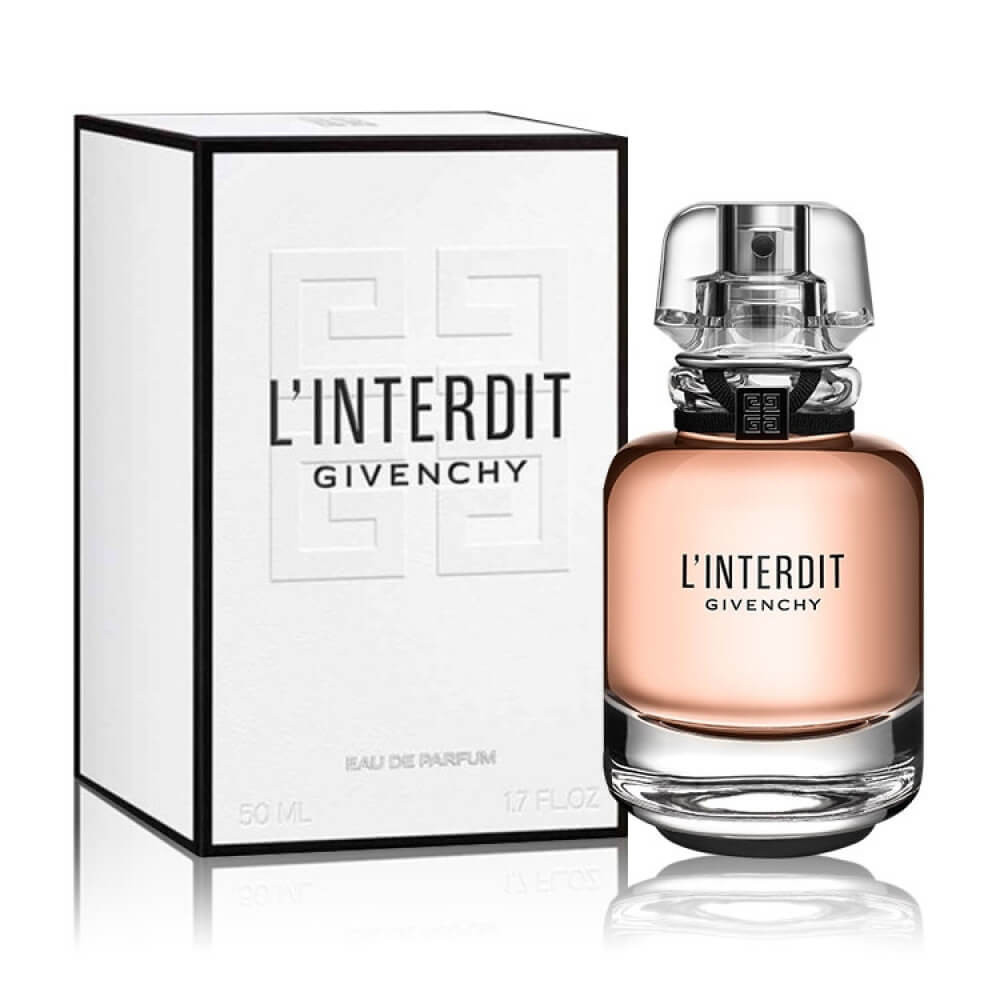 L'INTERDIT
GIVENCHY
EAU DE PARFUM
50 ML
1.7 FL.OZ
L'INTERDIT
GIVENCHY